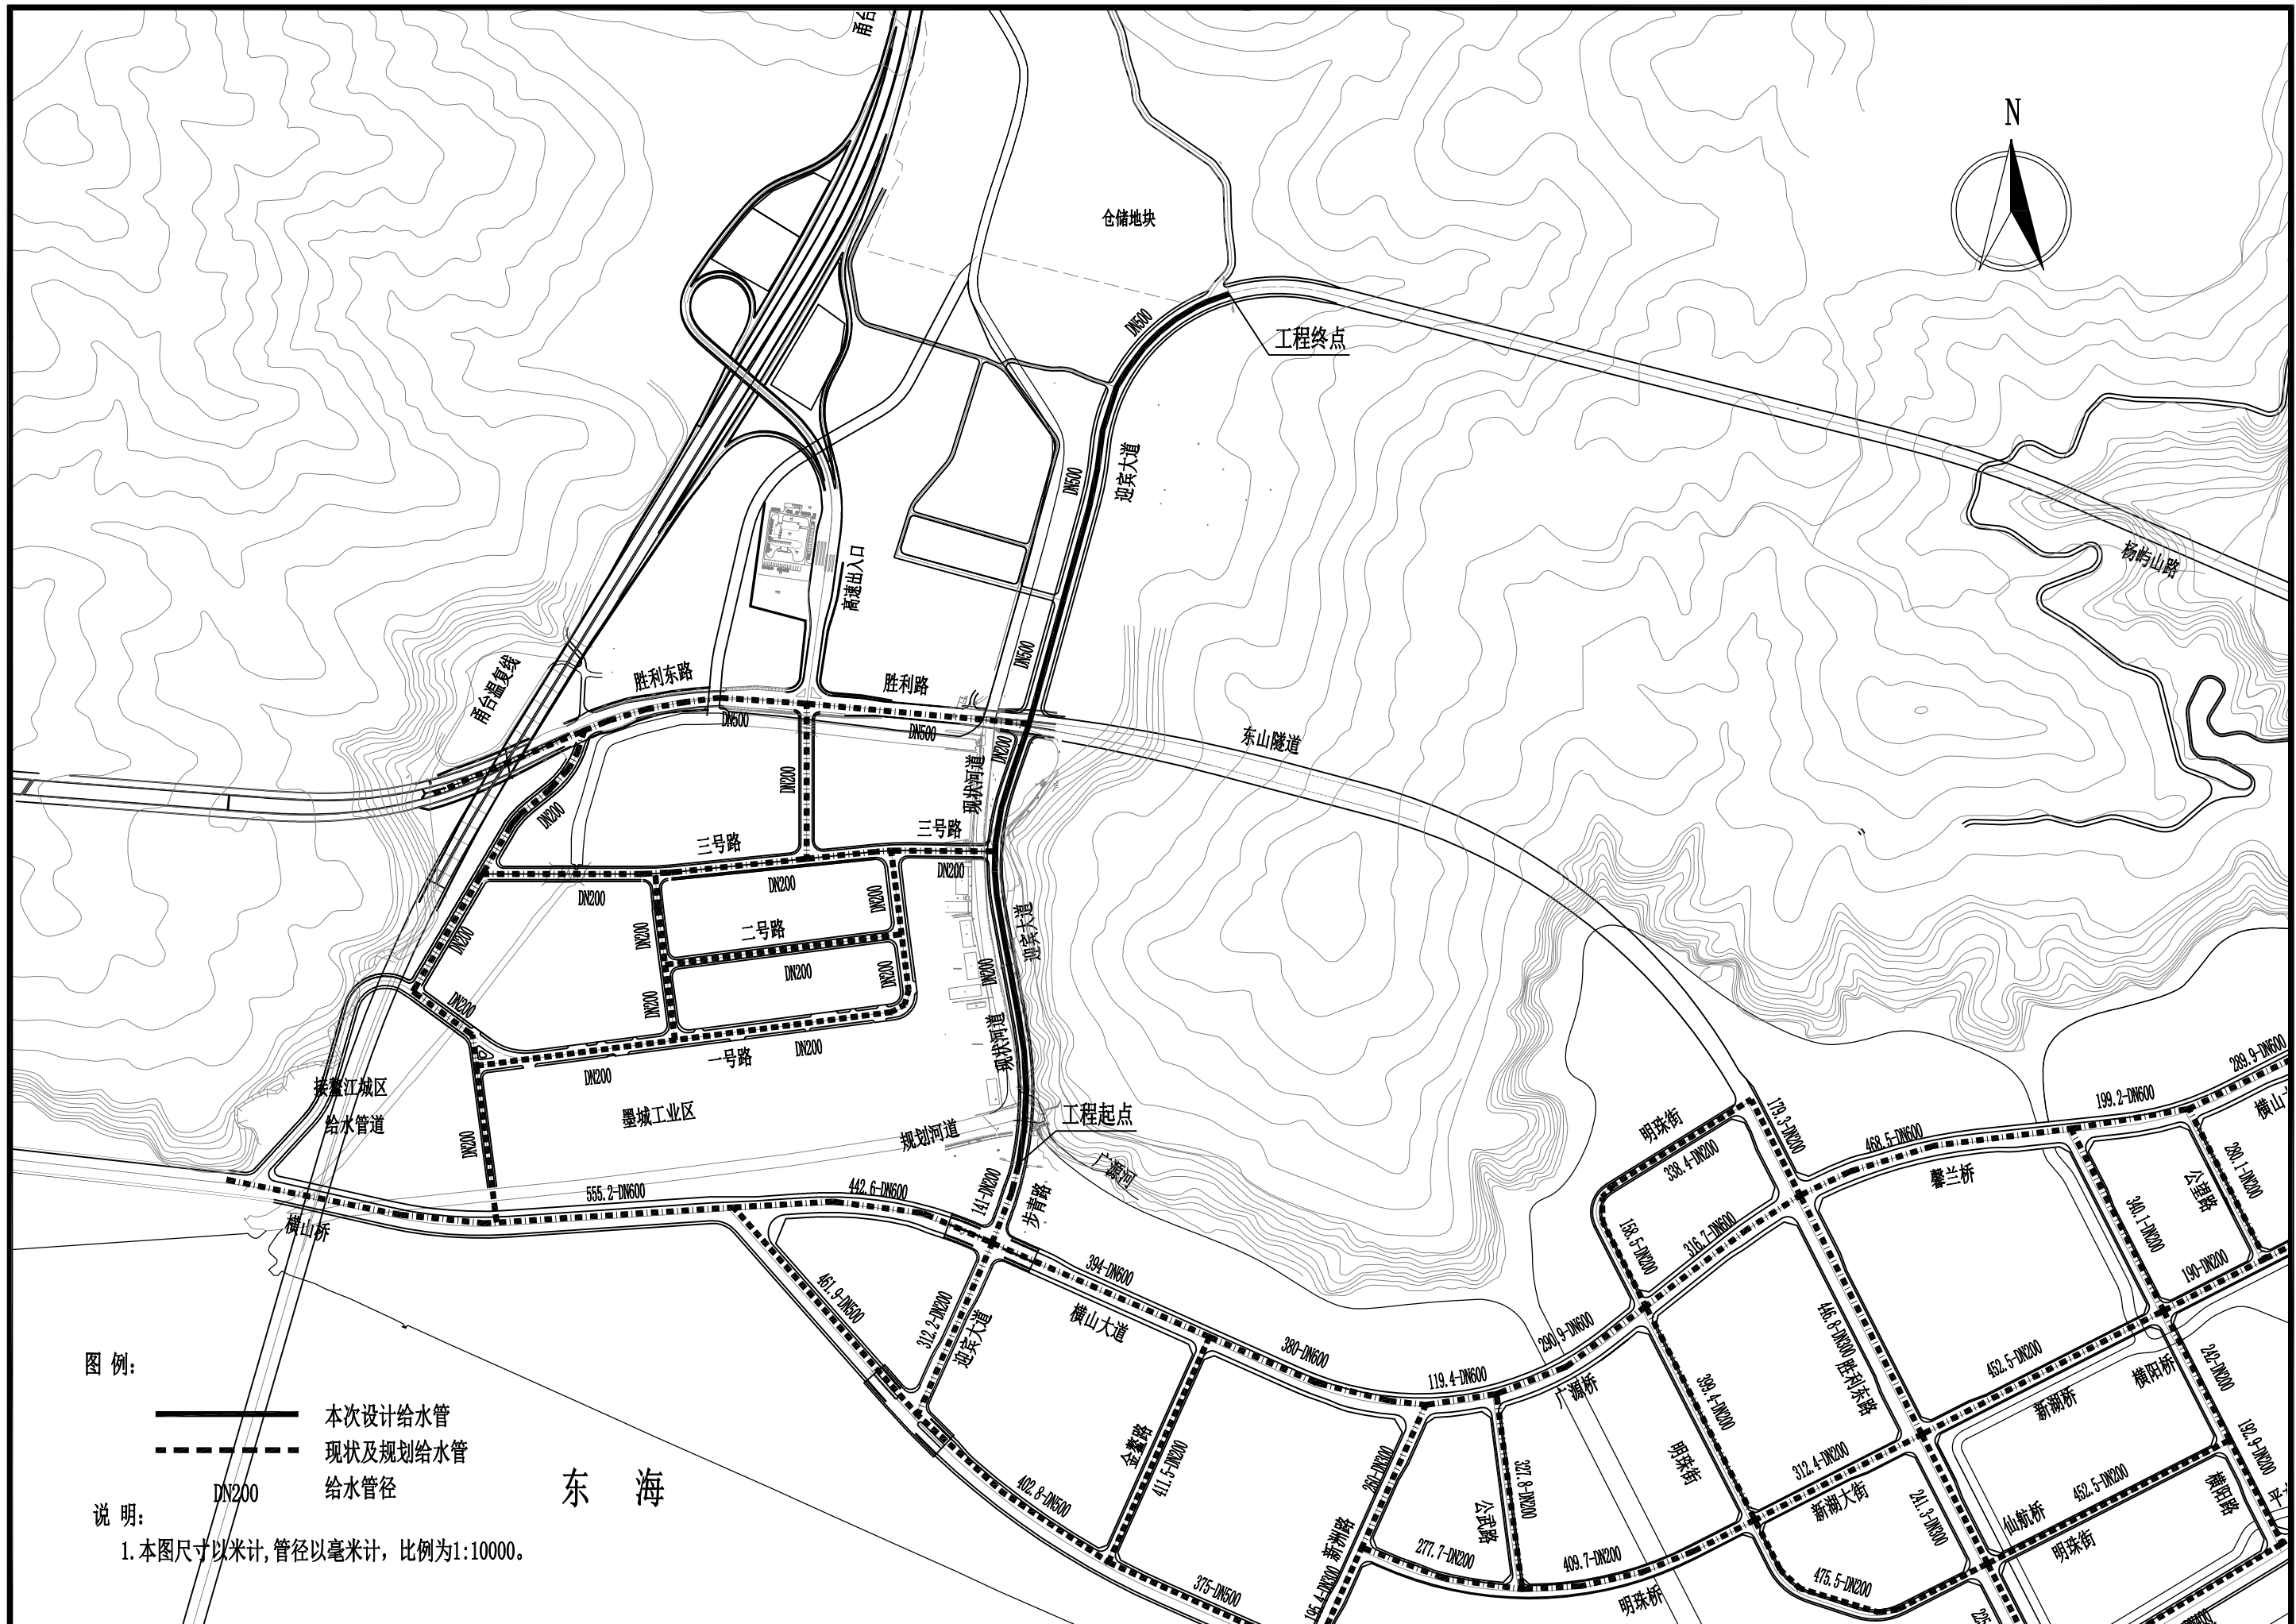 甬台
N
仓储地块
DN500
工程终点
迎宾大道
DN500
杨屿山路
高速出入口
DN500
甬台温复线
胜利东路
胜利路
DN500
DN500
DN200
东山隧道
现状河道
DN200
DN200
三号路
三号路
DN200
DN200
DN200
DN200
二号路
DN200
DN200
迎宾大道
DN200
DN200
DN200
DN200
DN200
DN200
现状河道
一号路
DN200
DN200
接鳌江城区
给水管道
墨城工业区
规划河道
工程起点
广源河
DN200
横山桥
555.2-DN600
442.6-DN600
141-DN200
步青路
明珠街
338.4-DN200
179.3-DN200
468.5-DN600
馨兰桥
199.2-DN600
289.9-DN600
横山
280.1-DN200
公望路
340.1-DN200
190-DN200
158.5-DN200
316.7-DN600
394-DN600
横山大道
461.9-DN500
312.2-DN200
迎宾大道
380-DN600
119.4-DN600
290.9-DN600
广源桥
446.8-DN300
胜利东路
452.5-DN200
新湖桥
横阳桥
242-DN200
399.4-DN200
明珠街
金鳌路
411.5-DN200
402.8-DN500
375-DN500
260-DN300
新洲路
195.4-DN300
公武路
327.8-DN200
277.7-DN200
409.7-DN200
明珠桥
312.4-DN200
新湖大街
241.3-DN300
475.5-DN200
仙航桥
452.5-DN200
明珠街
横阳路
192.9-DN200
平
图 例：
本次设计给水管
现状及规划给水管
DN200
给水管径
东 海
说 明：
1.本图尺寸以米计,管径以毫米计，比例为1:10000。